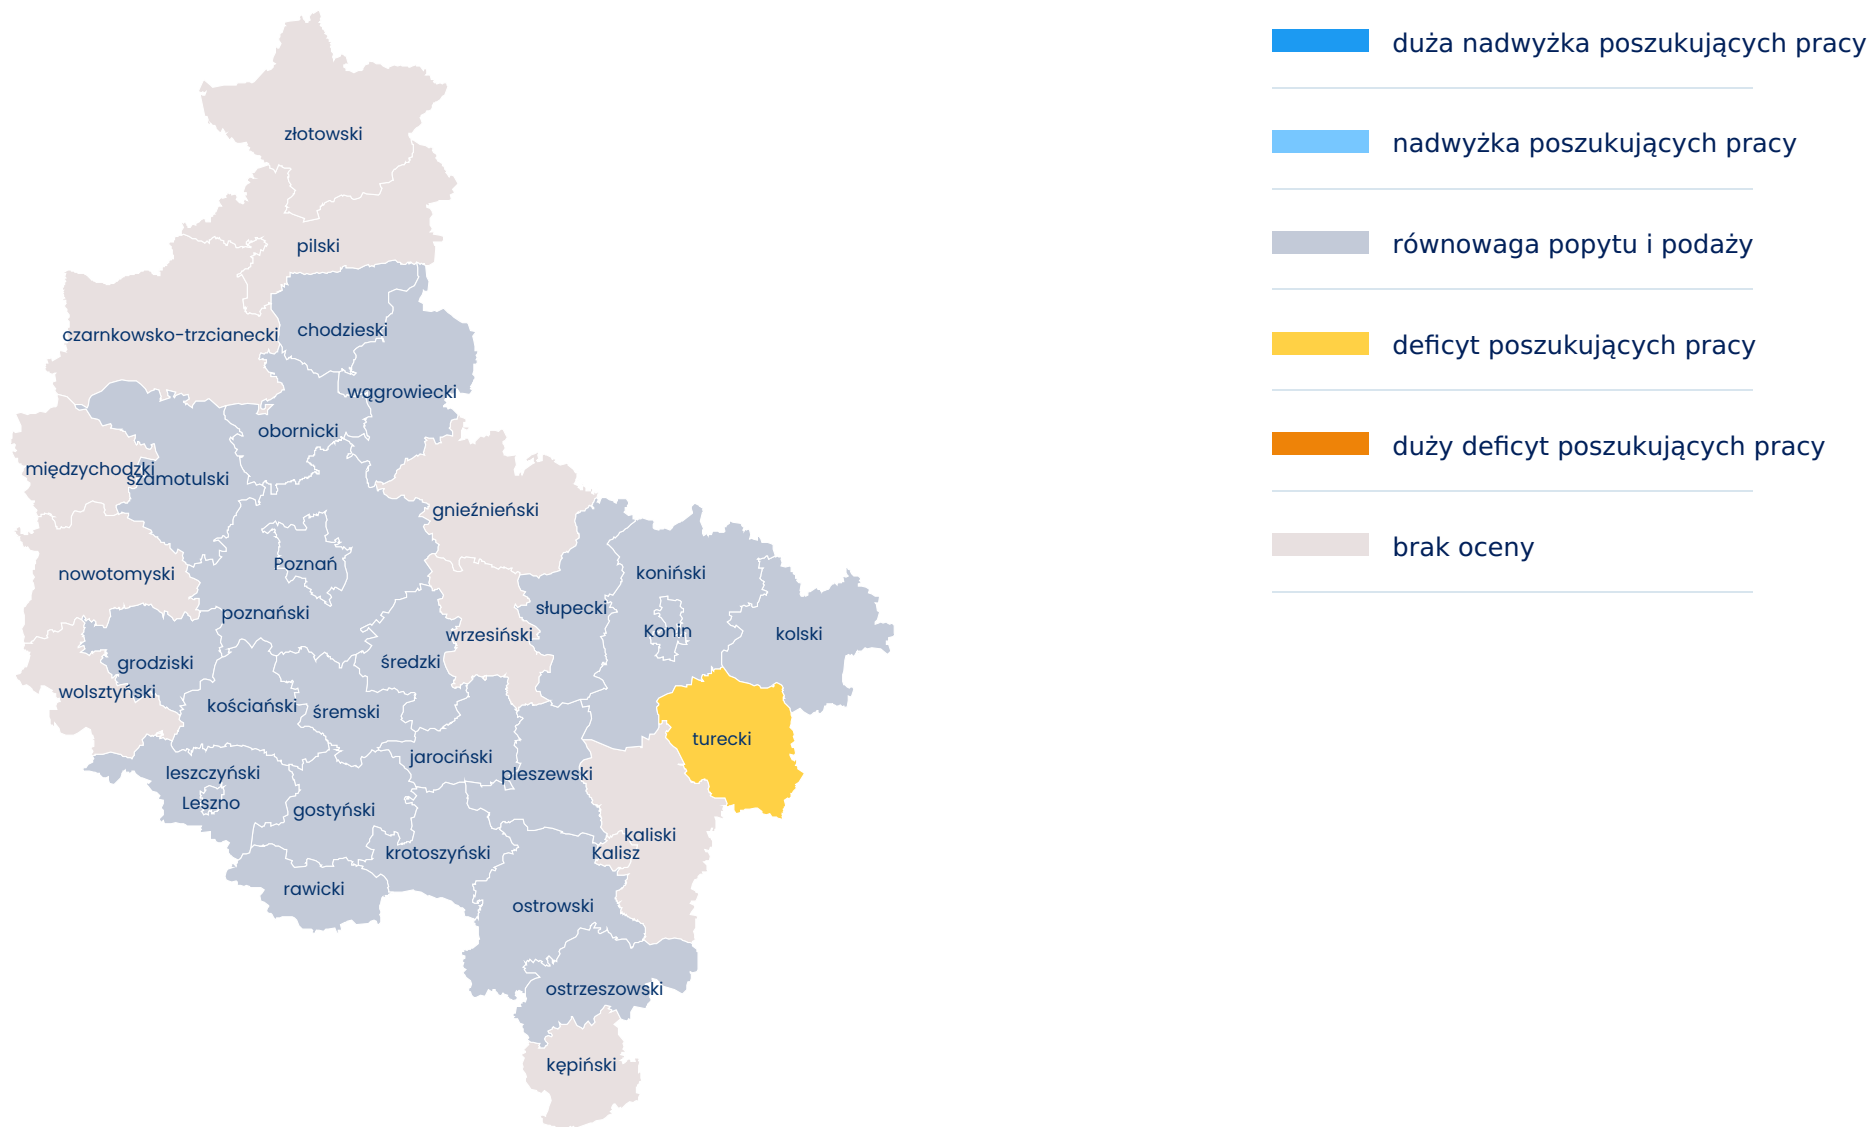 duża nadwyżka poszukujących pracy
nadwyżka poszukujących pracy
równowaga popytu i podaży
deficyt poszukujących pracy
duży deficyt poszukujących pracy
brak oceny
złotowski
pilski
czarnkowsko-trzcianecki
chodzieski
wągrowiecki
obornicki
międzychodzki
szamotulski
gnieźnieński
Poznań
nowotomyski
koniński
poznański
słupecki
Konin
kolski
wrzesiński
grodziski
średzki
wolsztyński
kościański
śremski
turecki
jarociński
leszczyński
pleszewski
Leszno
gostyński
kaliski
krotoszyński
Kalisz
rawicki
ostrowski
ostrzeszowski
kępiński